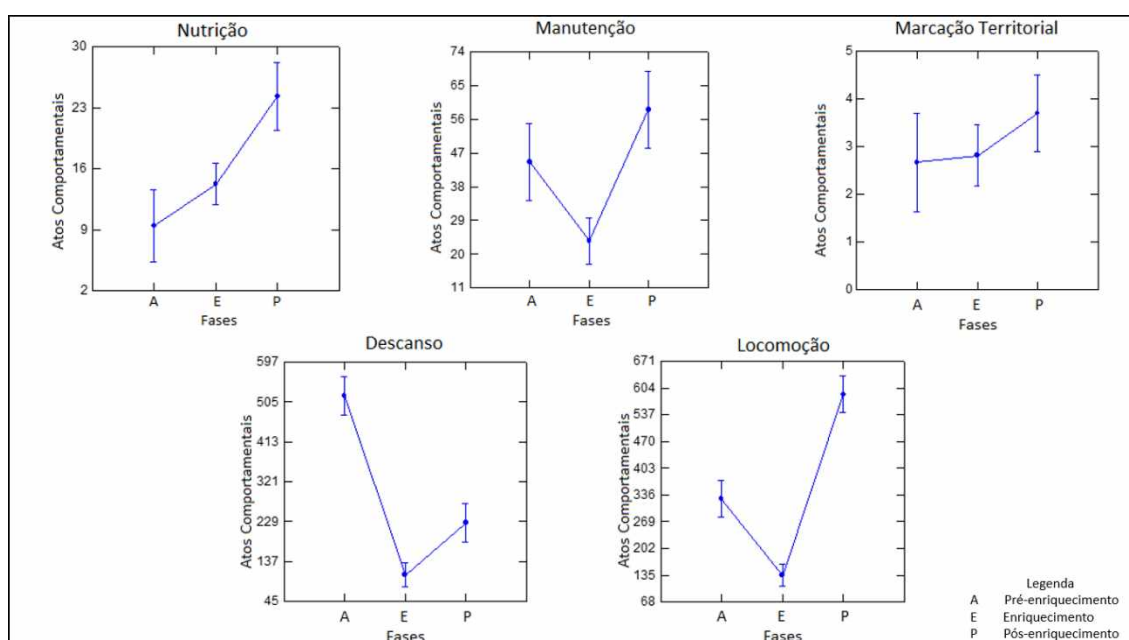 Nutrição
Atos Comportamentais
30
23
16
9
2
A E P
Fases
Manutenção
Atos Comportamentais
74
65
56
47
38
29
20
11
A E P
Fases
Marcação Territorial
Atos Comportamentais
5
4
3
2
1
0
A E P
Fases
Descanso
Atos Comportamentais
597
505
413
321
229
137
45
A E P
Fases
Locomoção
Atos Comportamentais
671
604
537
470
403
336
269
202
135
68
A E P
Fases
Legenda
A Pré-enriquecimento
E Enriquecimento
P Pós-enriquecimento